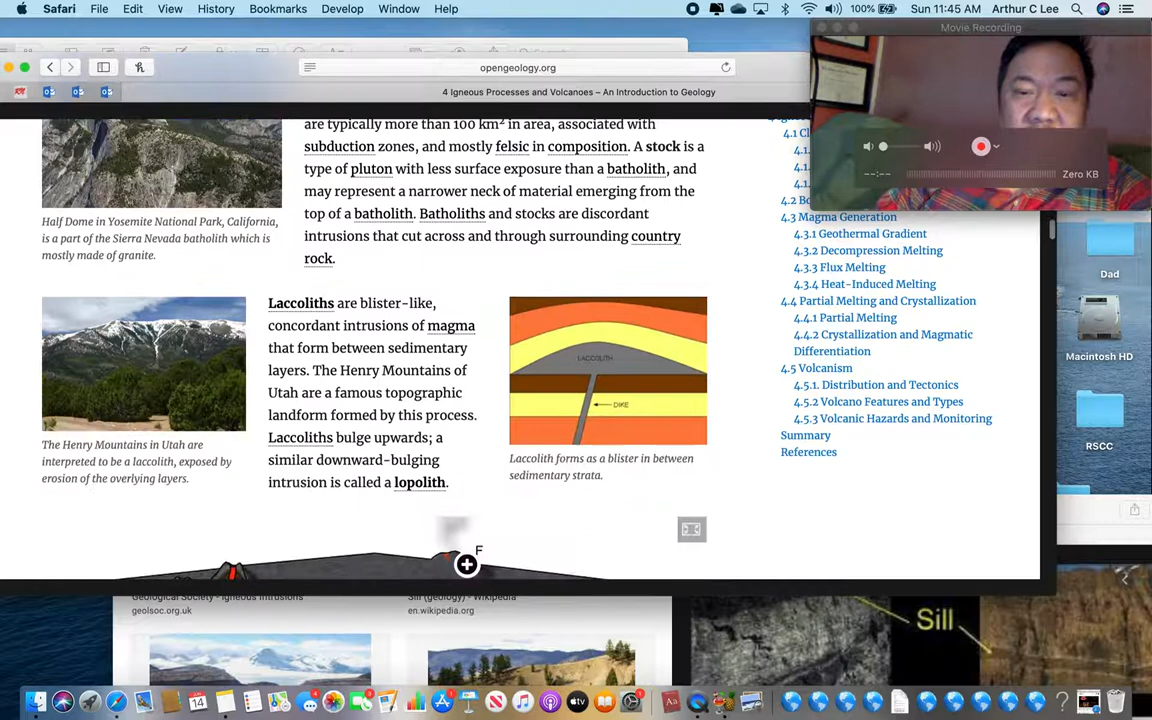 Safari File Edit View History Bookmarks Develop Window Help
100%
Sun 11:45 AM Arthur C Lee
Movie Recording
opengeology.org
4 Igneous Processes and Volcanoes – An Introduction to Geology
--:--
Zero KB
are typically more than 100 km² in area, associated with
subduction zones, and mostly felsic in composition. A stock is a
type of pluton with less surface exposure than a batholith, and
may represent a narrower neck of material emerging from the
top of a batholith. Batholiths and stocks are discordant
intrusions that cut across and through surrounding country
rock.
Half Dome in Yosemite National Park, California,
is a part of the Sierra Nevada batholith which is
mostly made of granite.
Laccoliths are blister-like,
concordant intrusions of magma
that form between sedimentary
layers. The Henry Mountains of
Utah are a famous topographic
landform formed by this process.
Laccoliths bulge upwards; a
similar downward-bulging
intrusion is called a lopolith.
The Henry Mountains in Utah are
interpreted to be a laccolith, exposed by
erosion of the overlying layers.
LACCOLITH
DIKE
Laccolith forms as a blister in between
sedimentary strata.
F
4.3 Magma Generation
4.3.1 Geothermal Gradient
4.3.2 Decompression Melting
4.3.3 Flux Melting
4.3.4 Heat-Induced Melting
4.4 Partial Melting and Crystallization
4.4.1 Partial Melting
4.4.2 Crystallization and Magmatic
Differentiation
4.5 Volcanism
4.5.1. Distribution and Tectonics
4.5.2 Volcano Features and Types
4.5.3 Volcanic Hazards and Monitoring
Summary
References
Dad
Macintosh HD
RSCC
Geological Society - Igneous Intrusions
geolsoc.org.uk
Sill (geology) - Wikipedia
en.wikipedia.org
Sill